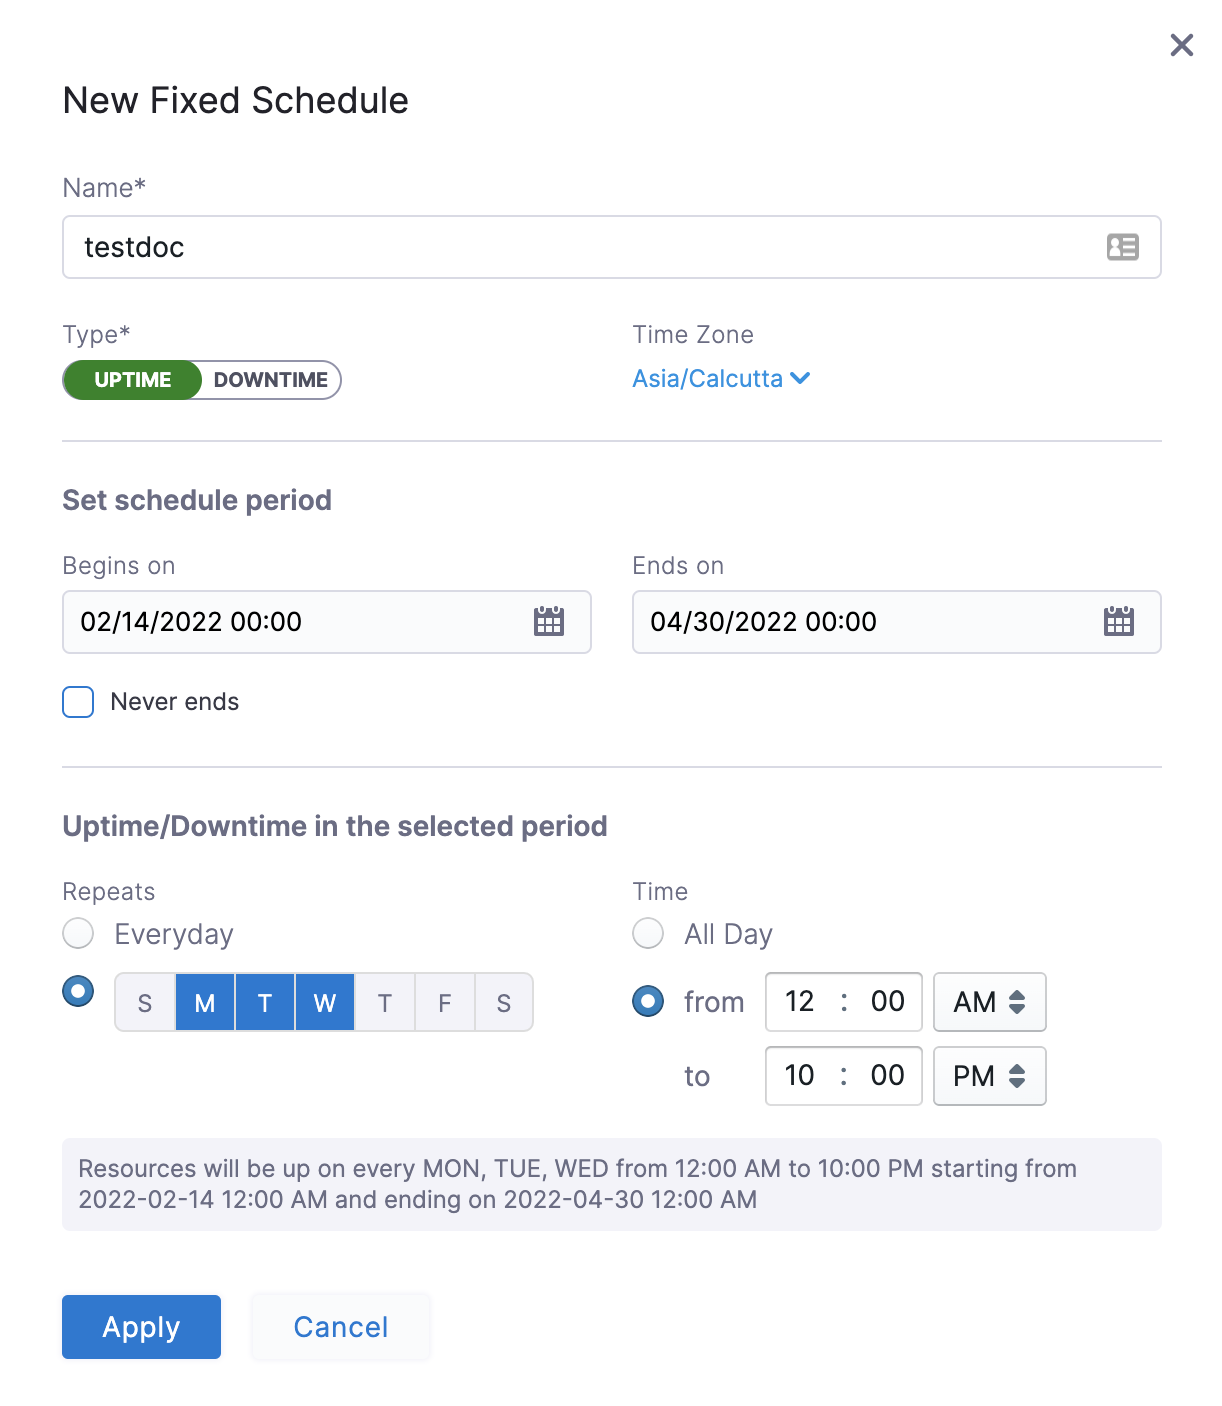 New Fixed Schedule
Name*
testdoc
Type*
Time Zone
UPTIME DOWNTIME
Asia/Calcutta
Set schedule period
Begins on
Ends on
02/14/2022 00:00
04/30/2022 00:00
Never ends
Uptime/Downtime in the selected period
Repeats
Time
Everyday
All Day
S M T W T F S
from 12 : 00 AM
to 10 : 00 PM
Resources will be up on every MON, TUE, WED from 12:00 AM to 10:00 PM starting from
2022-02-14 12:00 AM and ending on 2022-04-30 12:00 AM
Apply Cancel